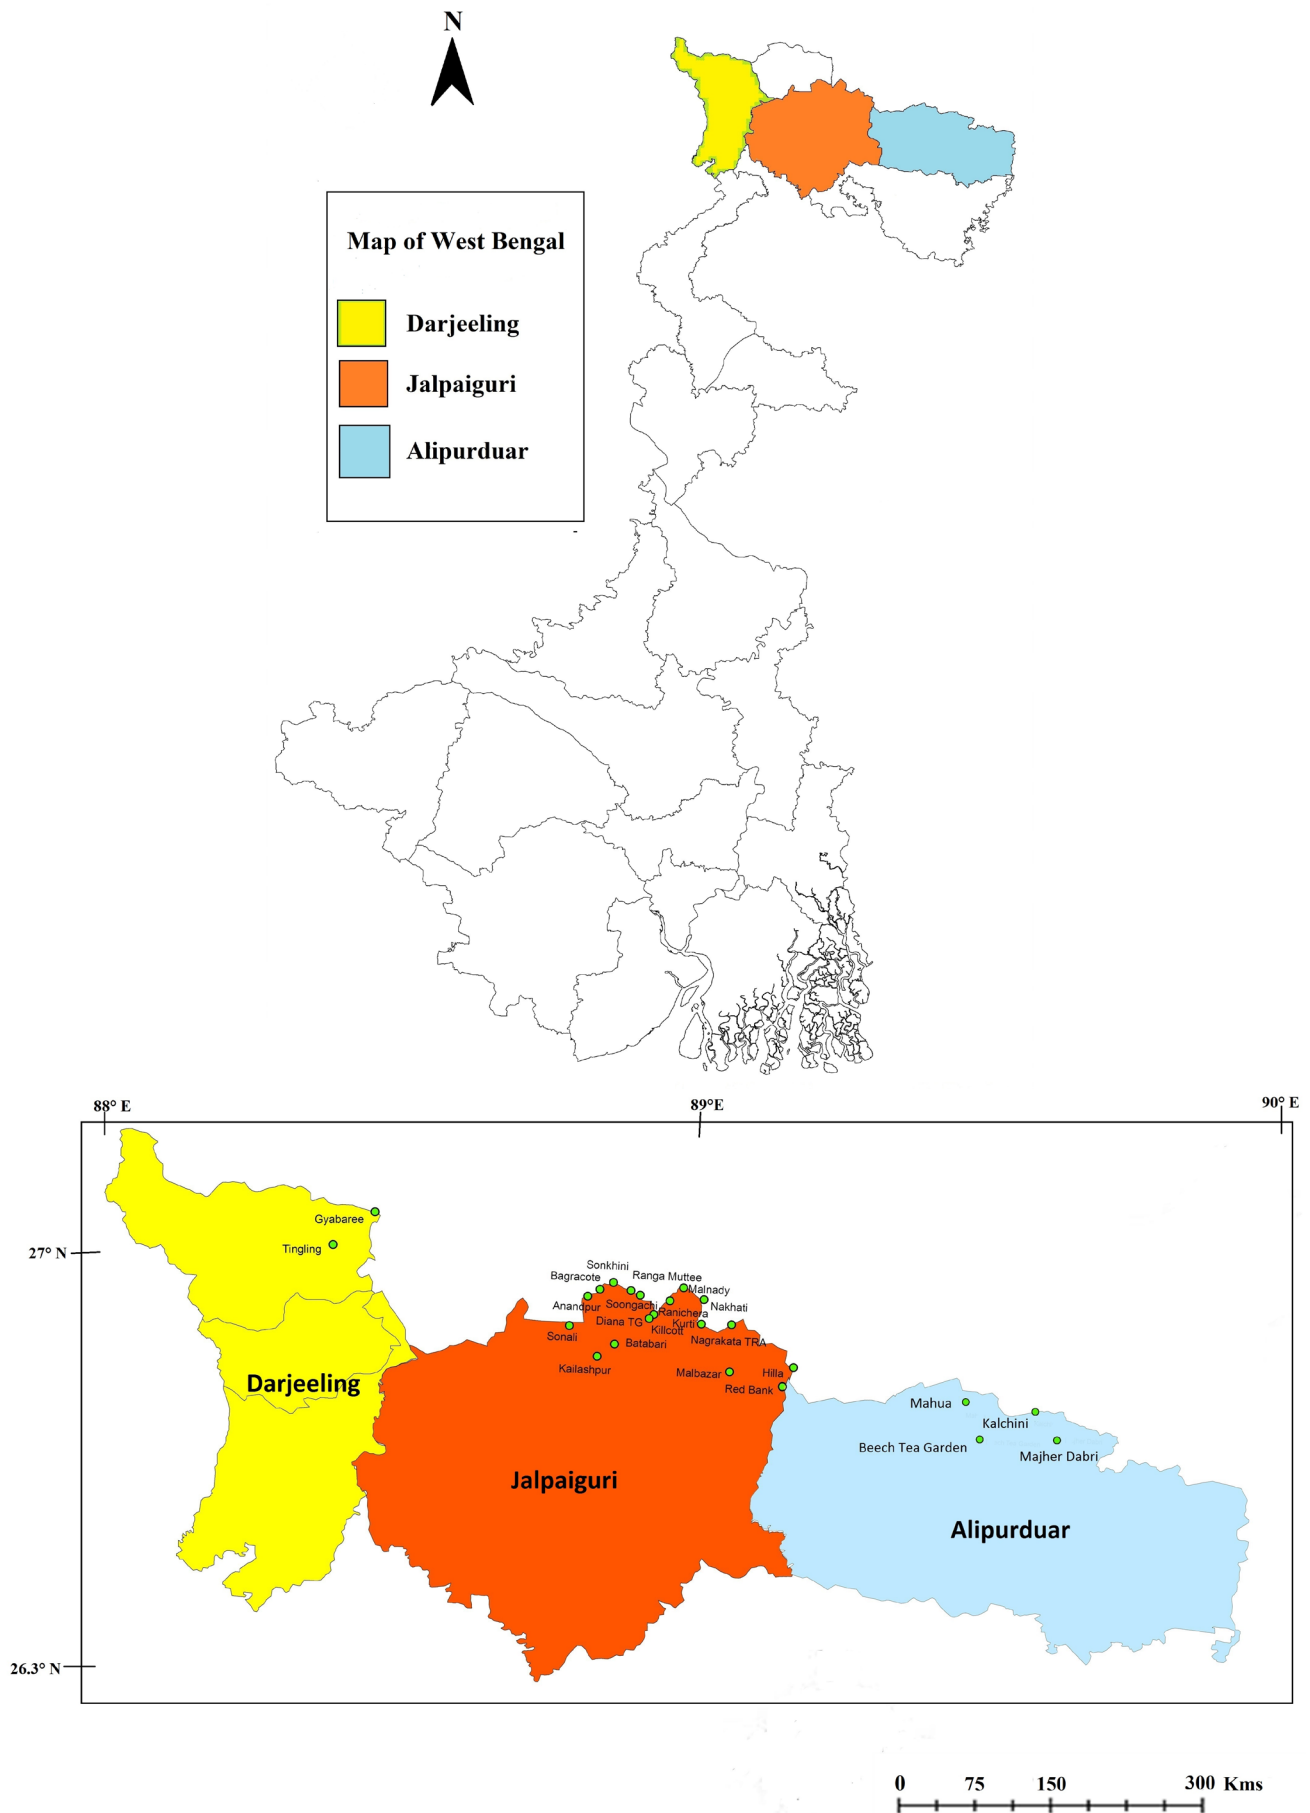 N
Map of West Bengal
Darjeeling
Jalpaiguri
Alipurduar
88° E
89°E
90° E
27° N
26.3° N
Gyabaree
Tingling
Darjeeling
Sonkhini
Bagracote
Ranga Muttee
Malnady
Anandpur
Soongachi
Nakhati
Ranichera
Diana TG
Killcott
Kurti
Sonali
Nagrakata TRA
Batabari
Kailashpur
Malbazar
Hilla
Red Bank
Jalpaiguri
Mahua
Kalchini
Beech Tea Garden
Majher Dabri
Alipurduar
0 75 150 300 Kms